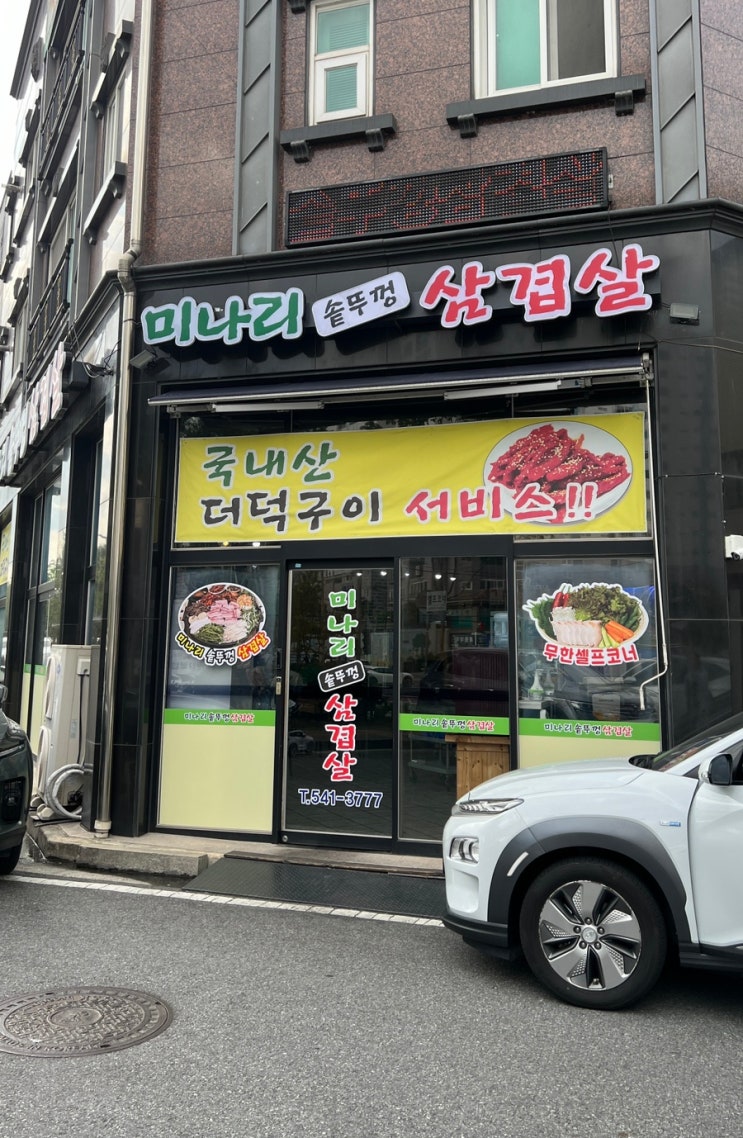 미나리 솥뚜껑 삼겹살
국내산
더덕구이 서비스!!
미나리 솥뚜껑 삼겹살
미나리
솥뚜껑
삼겹살
T.541-3777
무한셀프코너
미나리솥뚜껑삼겹살
미나리솥뚜껑삼겹살
미나리솥뚜껑삼겹살